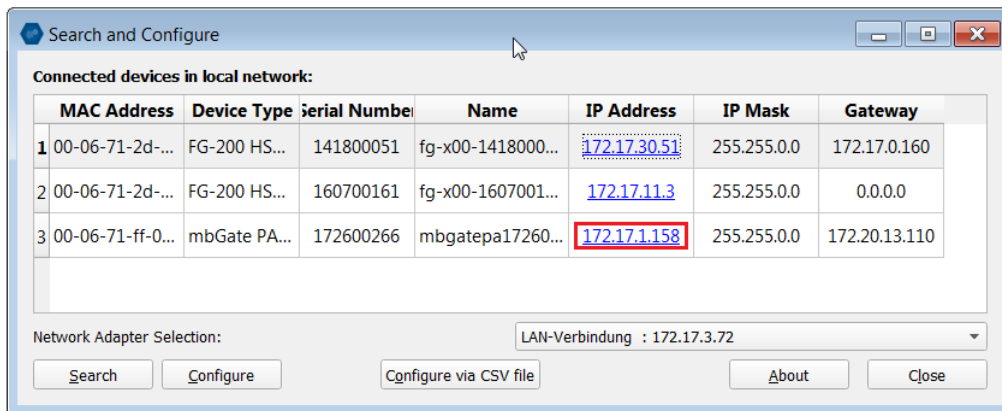 Search and Configure
Connected devices in local network:
MAC Address Device Type Serial Number Name IP Address IP Mask Gateway
1 00-06-71-2d-... FG-200 HS... 141800051 fg-x00-1418000... 172.17.30.51 255.255.0.0 172.17.0.160
2 00-06-71-2d-... FG-200 HS... 160700161 fg-x00-1607001... 172.17.11.3 255.255.0.0 0.0.0.0
3 00-06-71-ff-0... mbGate PA... 172600266 mbgatepa17260... 172.17.1.158 255.255.0.0 172.20.13.110
Network Adapter Selection: LAN-Verbindung : 172.17.3.72
Search Configure Configure via CSV file About Close